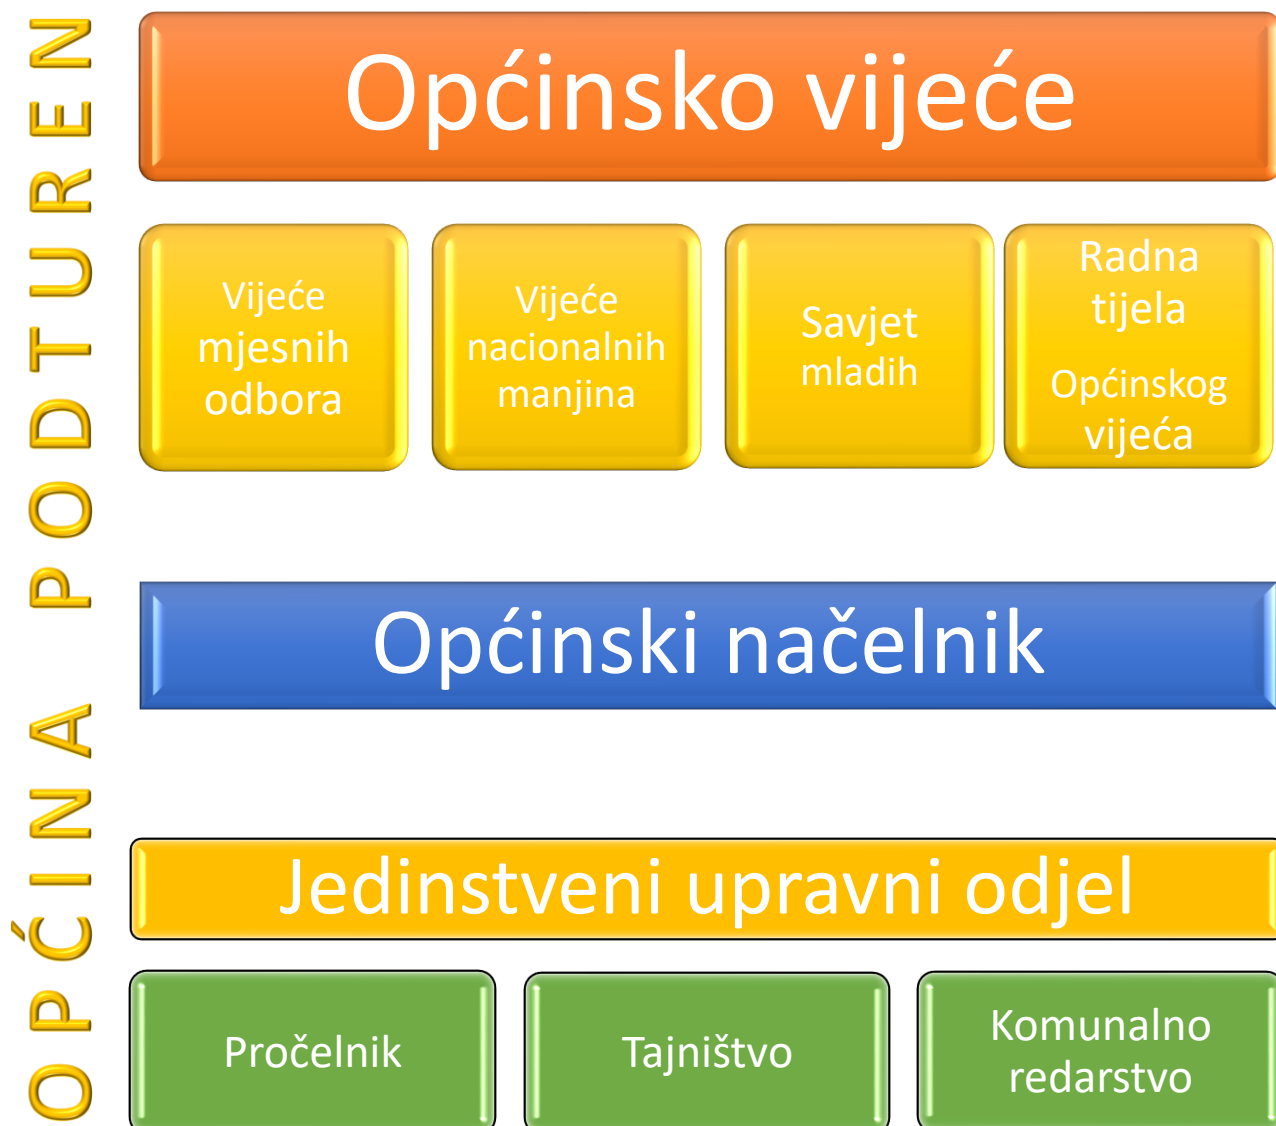 OPĆINA PODTUREN
Općinsko vijeće
Vijeće
mjesnih
odbora
Vijeće
nacionalnih
manjina
Savjet
mladih
Radna
tijela
Općinskog
vijeća
Općinski načelnik
Jedinstveni upravni odjel
Pročelnik
Tajništvo
Komunalno
redarstvo